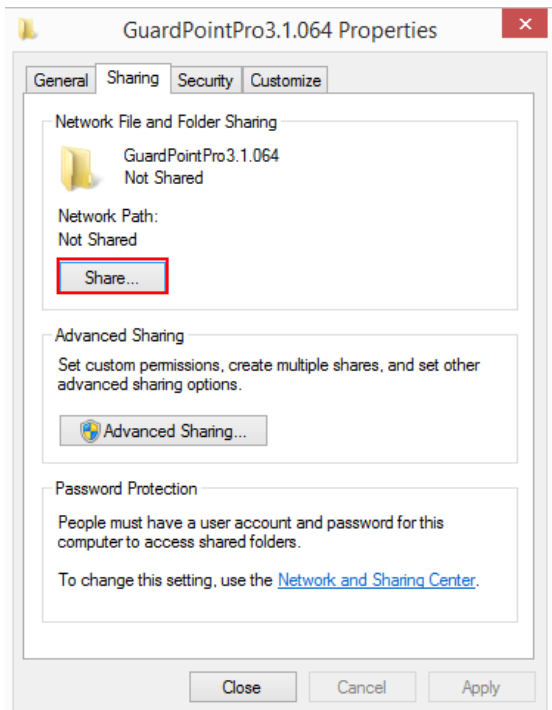 GuardPointPro3.1.064 Properties
General Sharing Security Customize
Network File and Folder Sharing
GuardPointPro3.1.064
Not Shared
Network Path:
Not Shared
Share...
Advanced Sharing
Set custom permissions, create multiple shares, and set other
advanced sharing options.
Advanced Sharing...
Password Protection
People must have a user account and password for this
computer to access shared folders.
To change this setting, use the Network and Sharing Center.
Close Cancel Apply